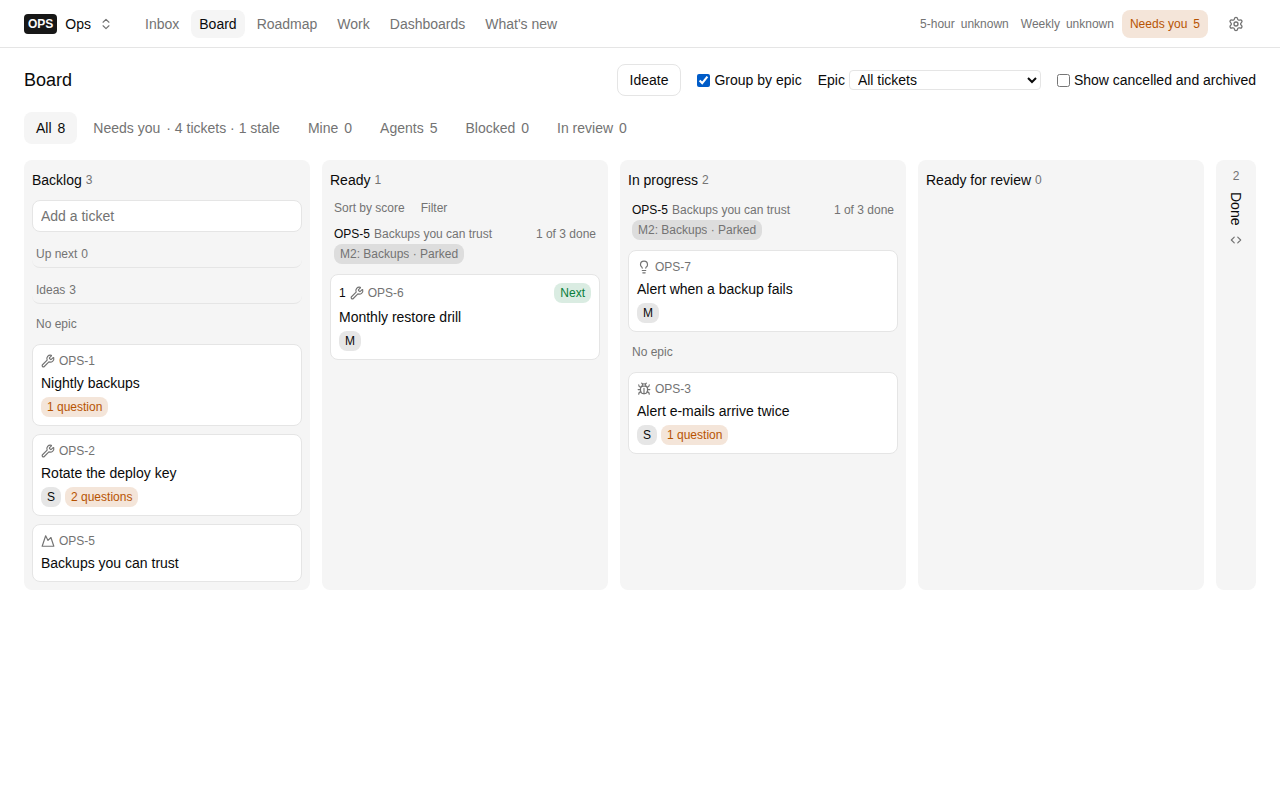 OPS Ops Inbox Board Roadmap Work Dashboards What's new 5-hour unknown Weekly unknown Needs you 5
Board Ideate Group by epic Epic All tickets Show cancelled and archived
All 8 Needs you · 4 tickets · 1 stale Mine 0 Agents 5 Blocked 0 In review 0
Backlog 3
Add a ticket
Up next 0
Ideas 3
No epic
OPS-1
Nightly backups
1 question
OPS-2
Rotate the deploy key
S 2 questions
OPS-5
Backups you can trust
Ready 1
Sort by score Filter
OPS-5 Backups you can trust 1 of 3 done
M2: Backups · Parked
1 OPS-6 Next
Monthly restore drill
M
In progress 2
OPS-5 Backups you can trust 1 of 3 done
M2: Backups · Parked
OPS-7
Alert when a backup fails
M
No epic
OPS-3
Alert e-mails arrive twice
S 1 question
Ready for review 0
2
Done